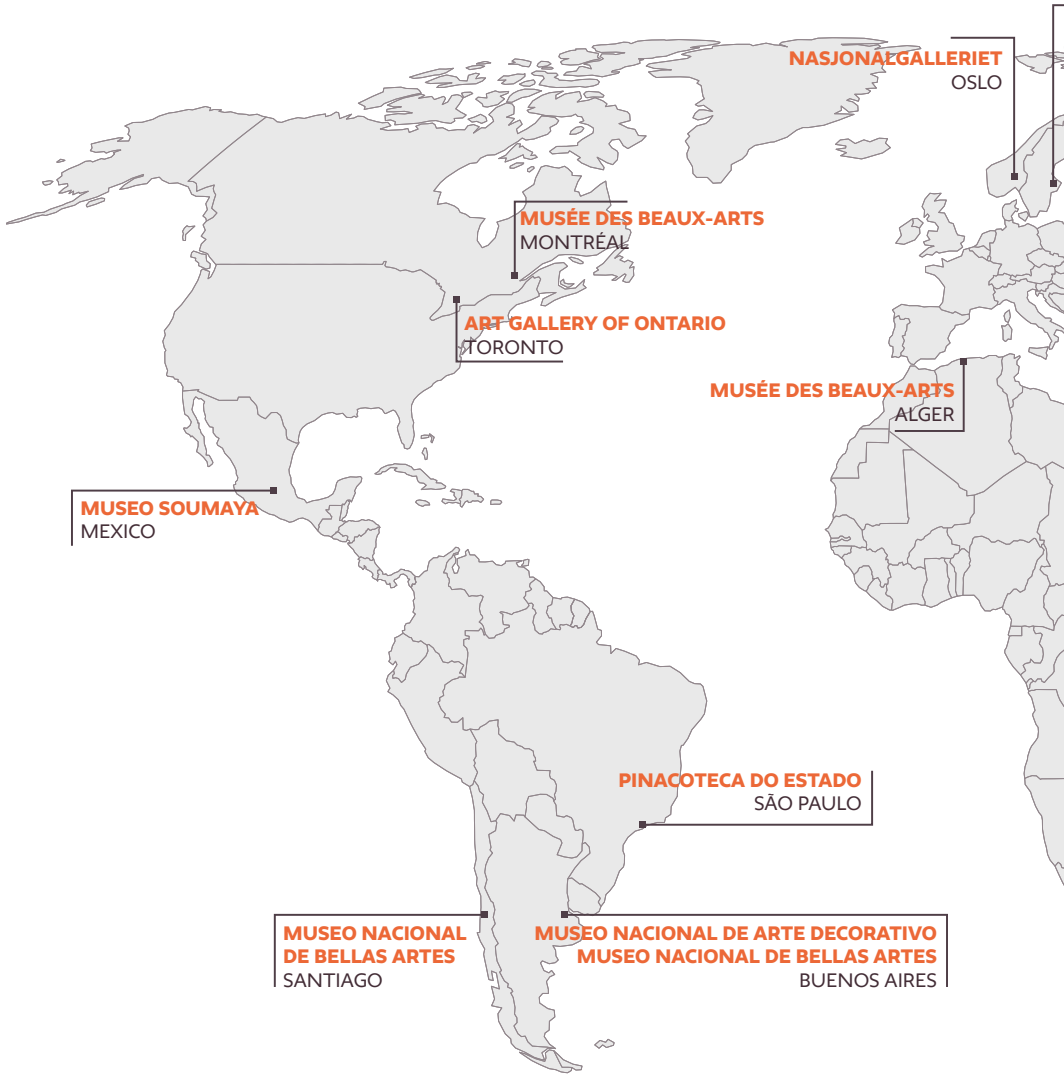 NASJONALGALLERIET
OSLO
MUSÉE DES BEAUX-ARTS
MONTRÉAL
ART GALLERY OF ONTARIO
TORONTO
MUSÉE DES BEAUX-ARTS
ALGER
MUSEO SOUMAYA
MEXICO
PINACOTECA DO ESTADO
SÃO PAULO
MUSEO NACIONAL
DE BELLAS ARTES
SANTIAGO
MUSEO NACIONAL DE ARTE DECORATIVO
MUSEO NACIONAL DE BELLAS ARTES
BUENOS AIRES